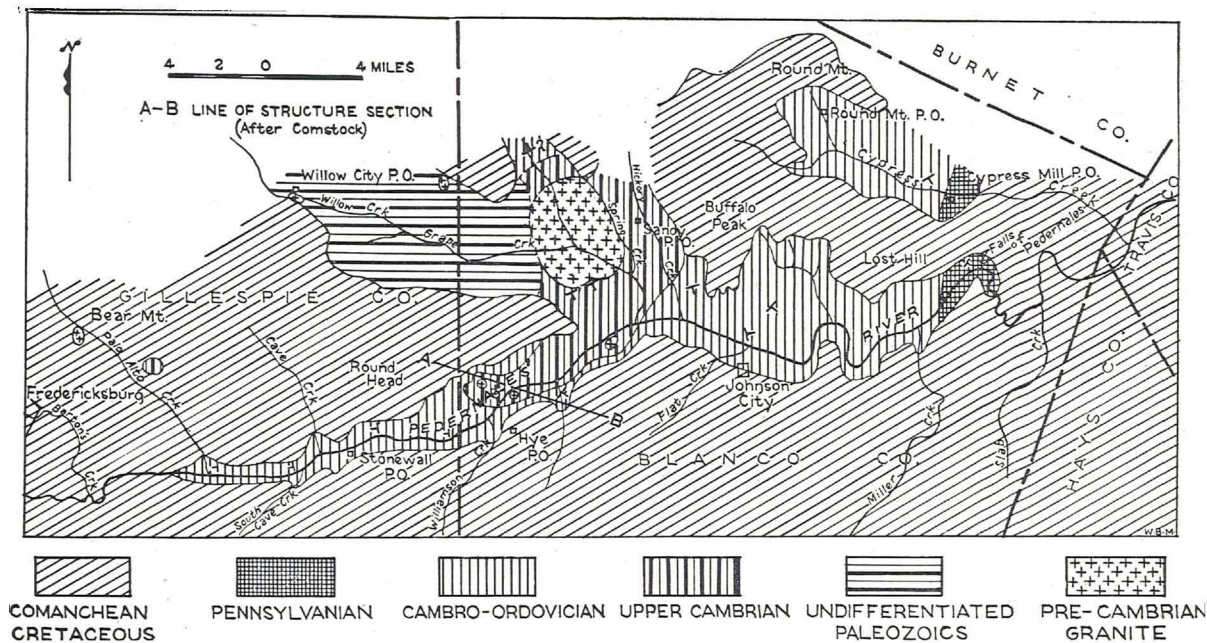 N
4 2 0 4 MILES
A-B LINE OF STRUCTURE SECTION
(After Comstock)
BURNET CO.
Round Mt.
Round Mt. P.O.
Cypress Creek
Cypress Mill P.O.
TRAVIS CO.
Willow City P.O.
Willow Crk
Grape Crk
Spring Crk
Hickory Crk
Sandy P.O.
Buffalo Peak
Lost Hill
Falls of Pedernales
GILLESPIE CO.
Bear Mt.
Palo Alto Crk
Cave Crk
Round Head
A
B
RIVER
Fredericksburg
Barton's Crk
Johnson City
Flat Crk
Stonewall P.O.
Hye P.O.
South Cave Crk
Williamson Crk
BLANCO CO.
Miller Crk
Slab Crk
HAYS CO.
W.B.M.
COMANCHEAN CRETACEOUS
PENNSYLVANIAN
CAMBRO-ORDOVICIAN
UPPER CAMBRIAN
UNDIFFERENTIATED PALEOZOICS
PRE-CAMBRIAN GRANITE